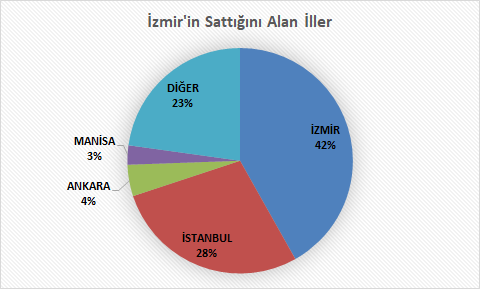 İzmir'in Sattığını Alan İller
DİĞER
23%
İZMİR
42%
MANİSA
3%
ANKARA
4%
İSTANBUL
28%